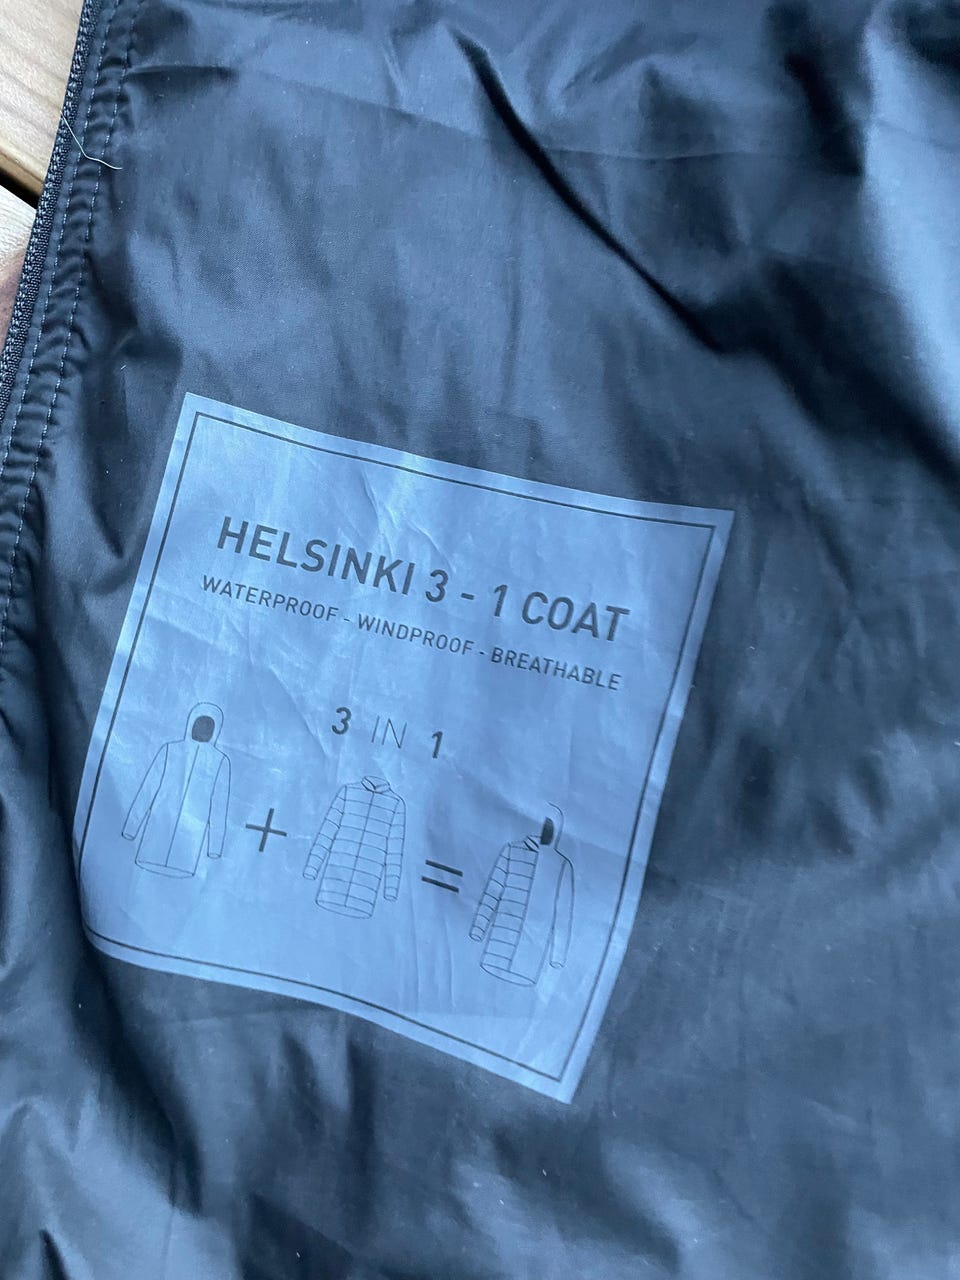 HELSINKI 3 - 1 COAT
WATERPROOF - WINDPROOF - BREATHABLE
3 IN 1
+ =